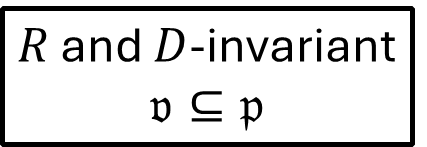 𝑅 and 𝐷-invariant
𝔳 ⊆ 𝔭